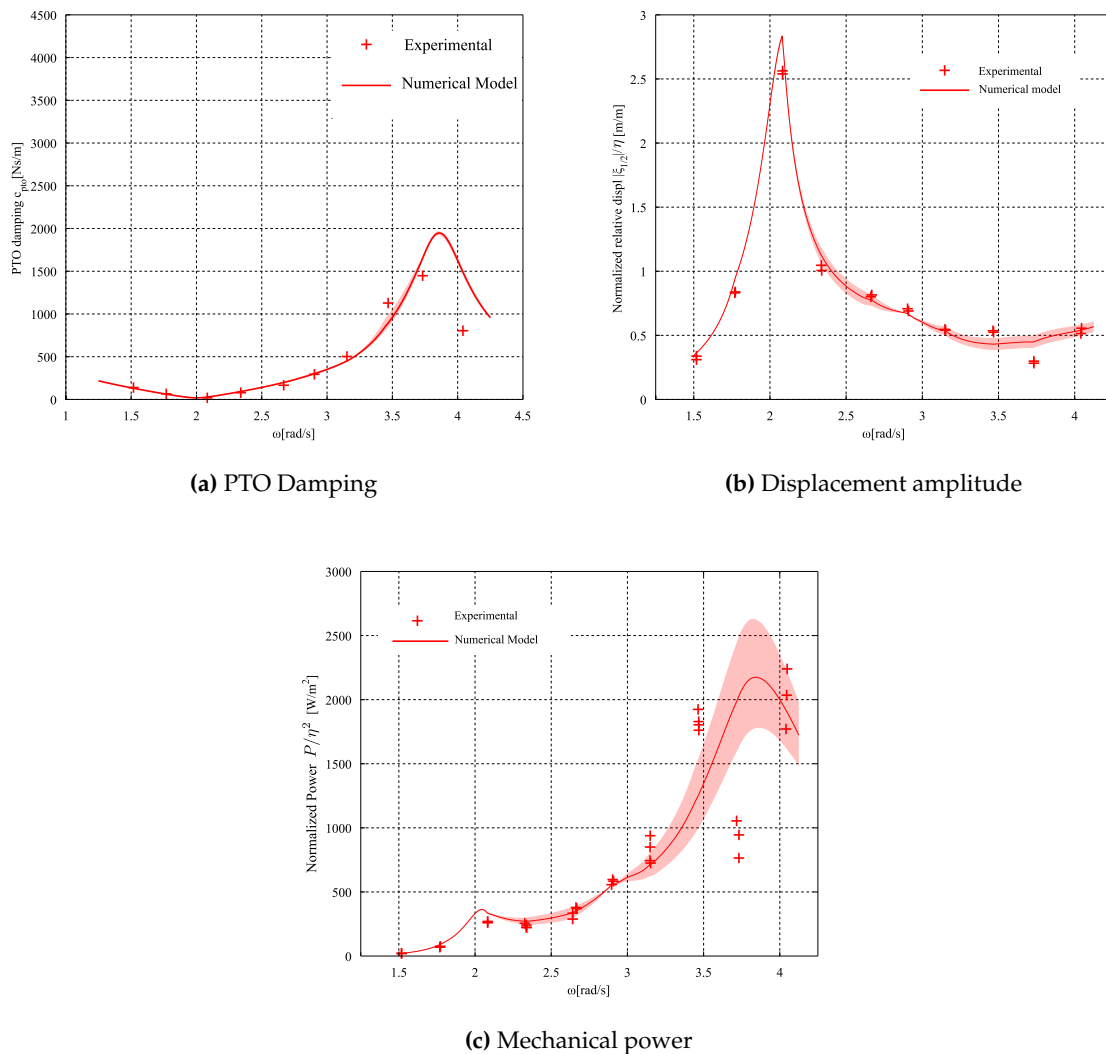 4500
4000
3500
3000
2500
2000
1500
1000
500
0
PTO damping c_pto[Ns/m]
Experimental
Numerical Model
1 1.5 2 2.5 3 3.5 4 4.5
ω[rad/s]
(a) PTO Damping
3
2.5
2
1.5
1
0.5
0
Normalized relative displ |ξ_{1/2}|/η [m/m]
Experimental
Numerical model
1.5 2 2.5 3 3.5 4
ω[rad/s]
(b) Displacement amplitude
3000
2500
2000
1500
1000
500
0
Normalized Power P/η² [W/m²]
Experimental
Numerical Model
1.5 2 2.5 3 3.5 4
ω[rad/s]
(c) Mechanical power